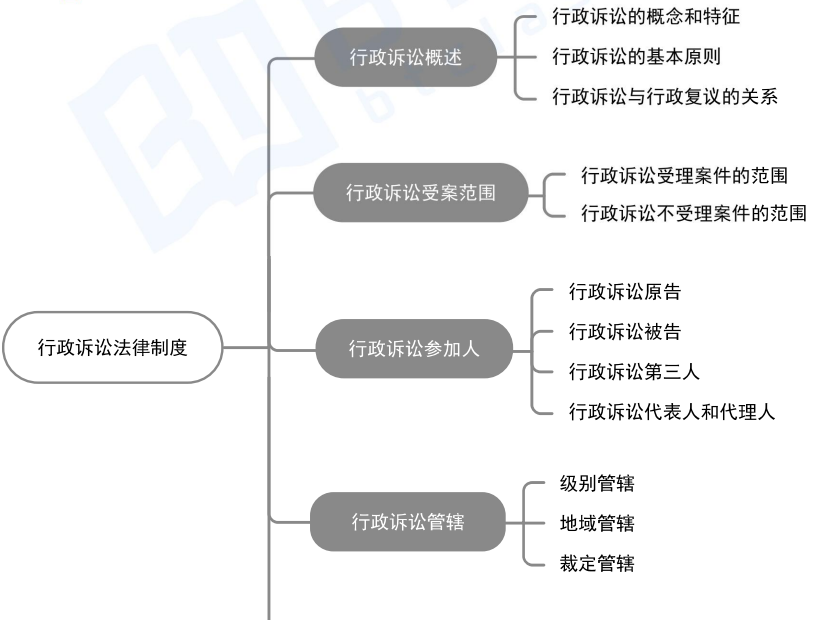 行政诉讼概述
行政诉讼的概念和特征
行政诉讼的基本原则
行政诉讼与行政复议的关系
行政诉讼受案范围
行政诉讼受理案件的范围
行政诉讼不受理案件的范围
行政诉讼法律制度
行政诉讼参加人
行政诉讼原告
行政诉讼被告
行政诉讼第三人
行政诉讼代表人和代理人
行政诉讼管辖
级别管辖
地域管辖
裁定管辖